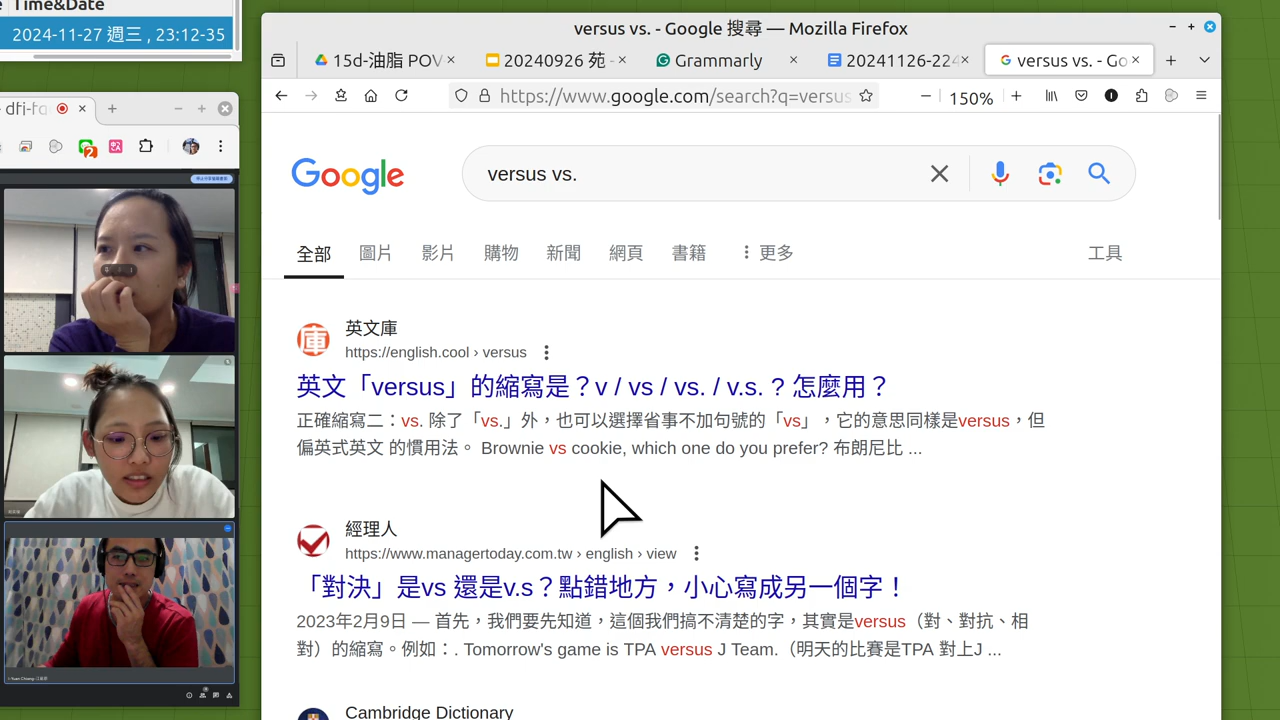 Time&Date
2024-11-27 週三 , 23:12-35
versus vs. - Google 搜尋 — Mozilla Firefox
15d-油脂 POV
20240926 苑 -
Grammarly
20241126-224
versus vs. - Go
https://www.google.com/search?q=versus
150%
2
Google
versus vs.
全部
圖片
影片
購物
新聞
網頁
書籍
更多
工具
庫
英文庫
https://english.cool › versus
英文「versus」的縮寫是？v / vs / vs. / v.s. ? 怎麼用？
正確縮寫二：vs. 除了「vs.」外，也可以選擇省事不加句號的「vs」，它的意思同樣是versus，但
偏英式英文 的慣用法。 Brownie vs cookie, which one do you prefer? 布朗尼比 ...
經理人
https://www.managertoday.com.tw › english › view
「對決」是vs 還是v.s？點錯地方，小心寫成另一個字！
2023年2月9日 — 首先，我們要先知道，這個我們搞不清楚的字，其實是versus（對、對抗、相
對）的縮寫。例如：. Tomorrow's game is TPA versus J Team.（明天的比賽是TPA 對上J ...
Cambridge Dictionary